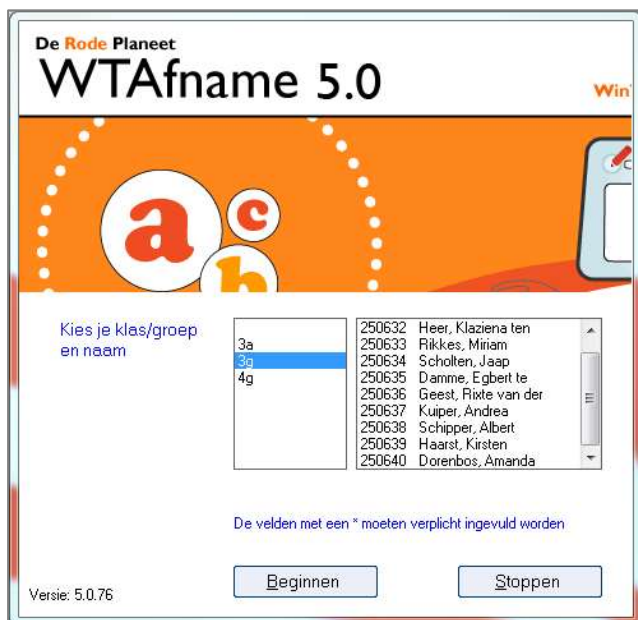 De Rode Planeet
WTAfname 5.0
Win
a
c
b
Kies je klas/groep
en naam
3a
3g
4g
250632 Heer, Klaziena ten
250633 Rikkes, Miriam
250634 Scholten, Jaap
250635 Damme, Egbert te
250636 Geest, Rixte van der
250637 Kuiper, Andrea
250638 Schipper, Albert
250639 Haarst, Kirsten
250640 Dorenbos, Amanda
De velden met een * moeten verplicht ingevuld worden
Beginnen
Stoppen
Versie: 5.0.76